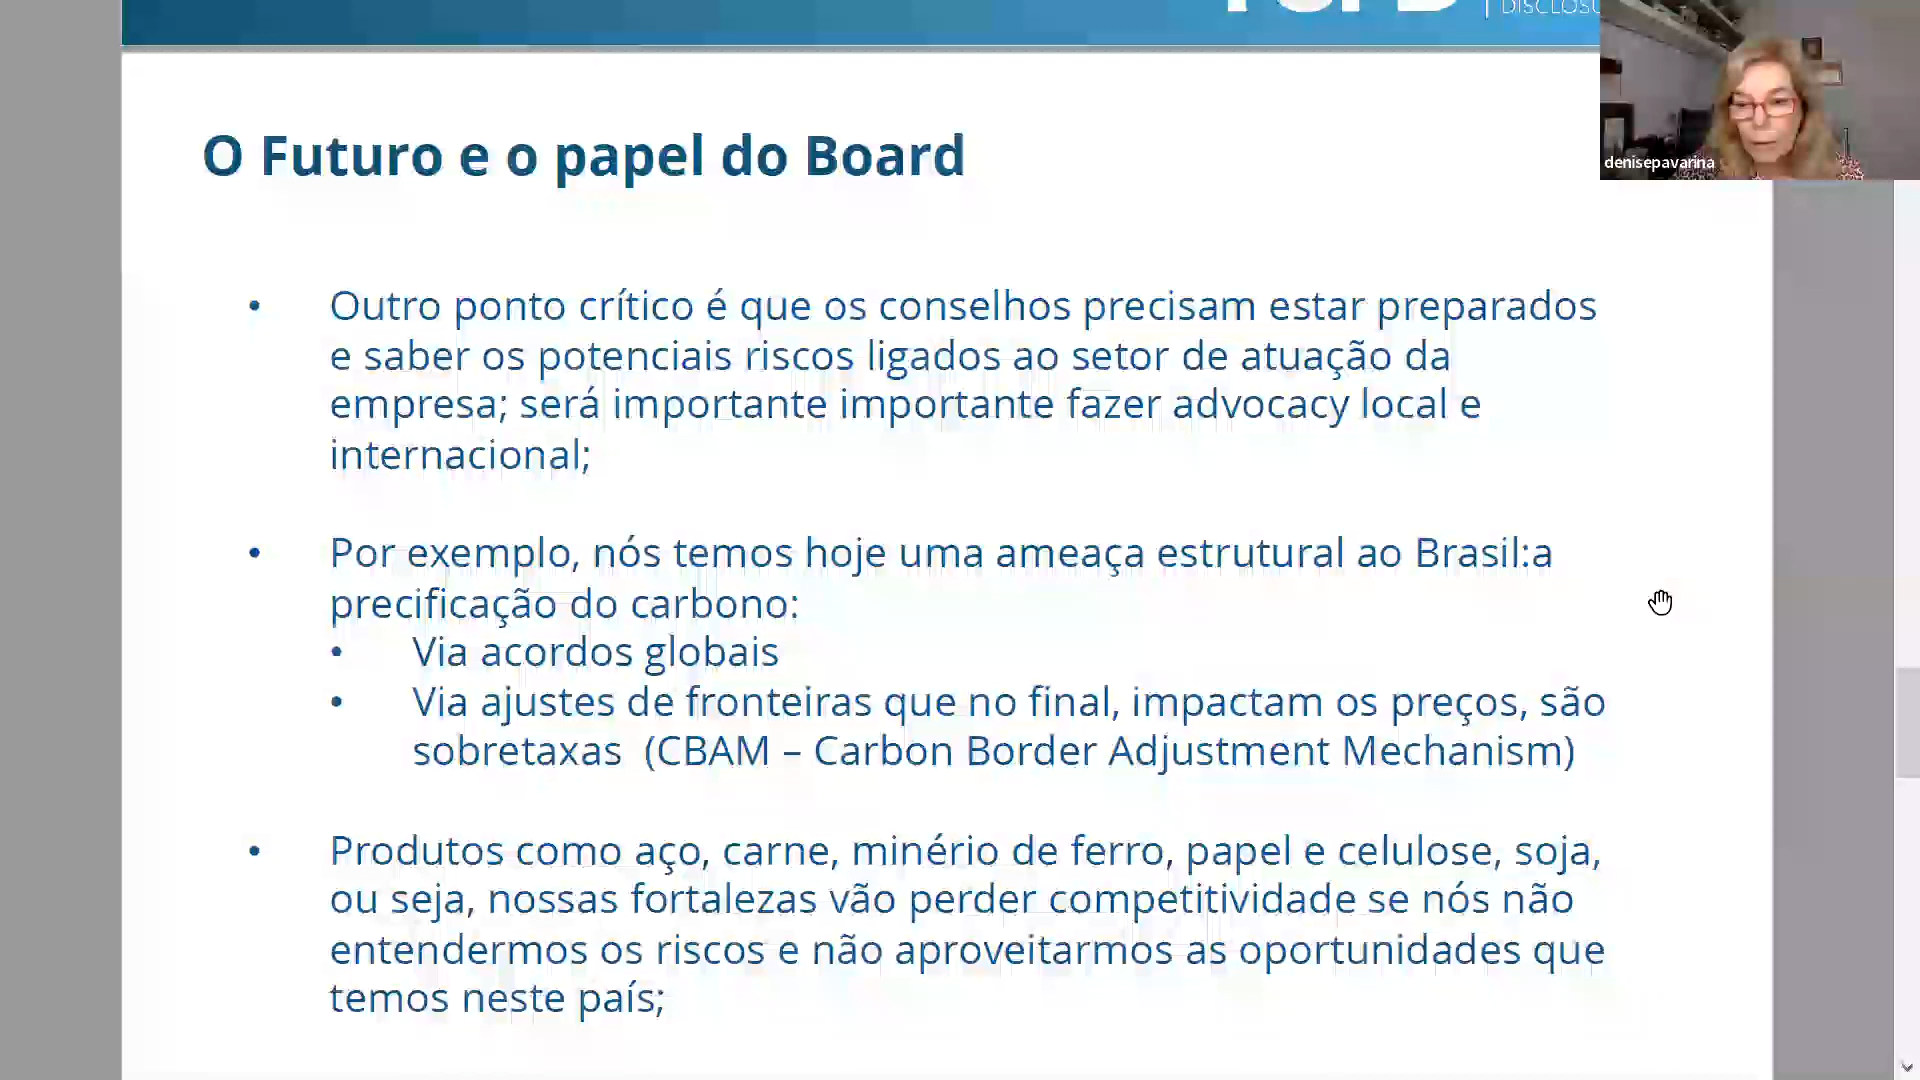 DISCLOSU
denisepavarina
O Futuro e o papel do Board
• Outro ponto crítico é que os conselhos precisam estar preparados
e saber os potenciais riscos ligados ao setor de atuação da
empresa; será importante importante fazer advocacy local e
internacional;
• Por exemplo, nós temos hoje uma ameaça estrutural ao Brasil:a
precificação do carbono:
• Via acordos globais
• Via ajustes de fronteiras que no final, impactam os preços, são
sobretaxas (CBAM – Carbon Border Adjustment Mechanism)
• Produtos como aço, carne, minério de ferro, papel e celulose, soja,
ou seja, nossas fortalezas vão perder competitividade se nós não
entendermos os riscos e não aproveitarmos as oportunidades que
temos neste país;